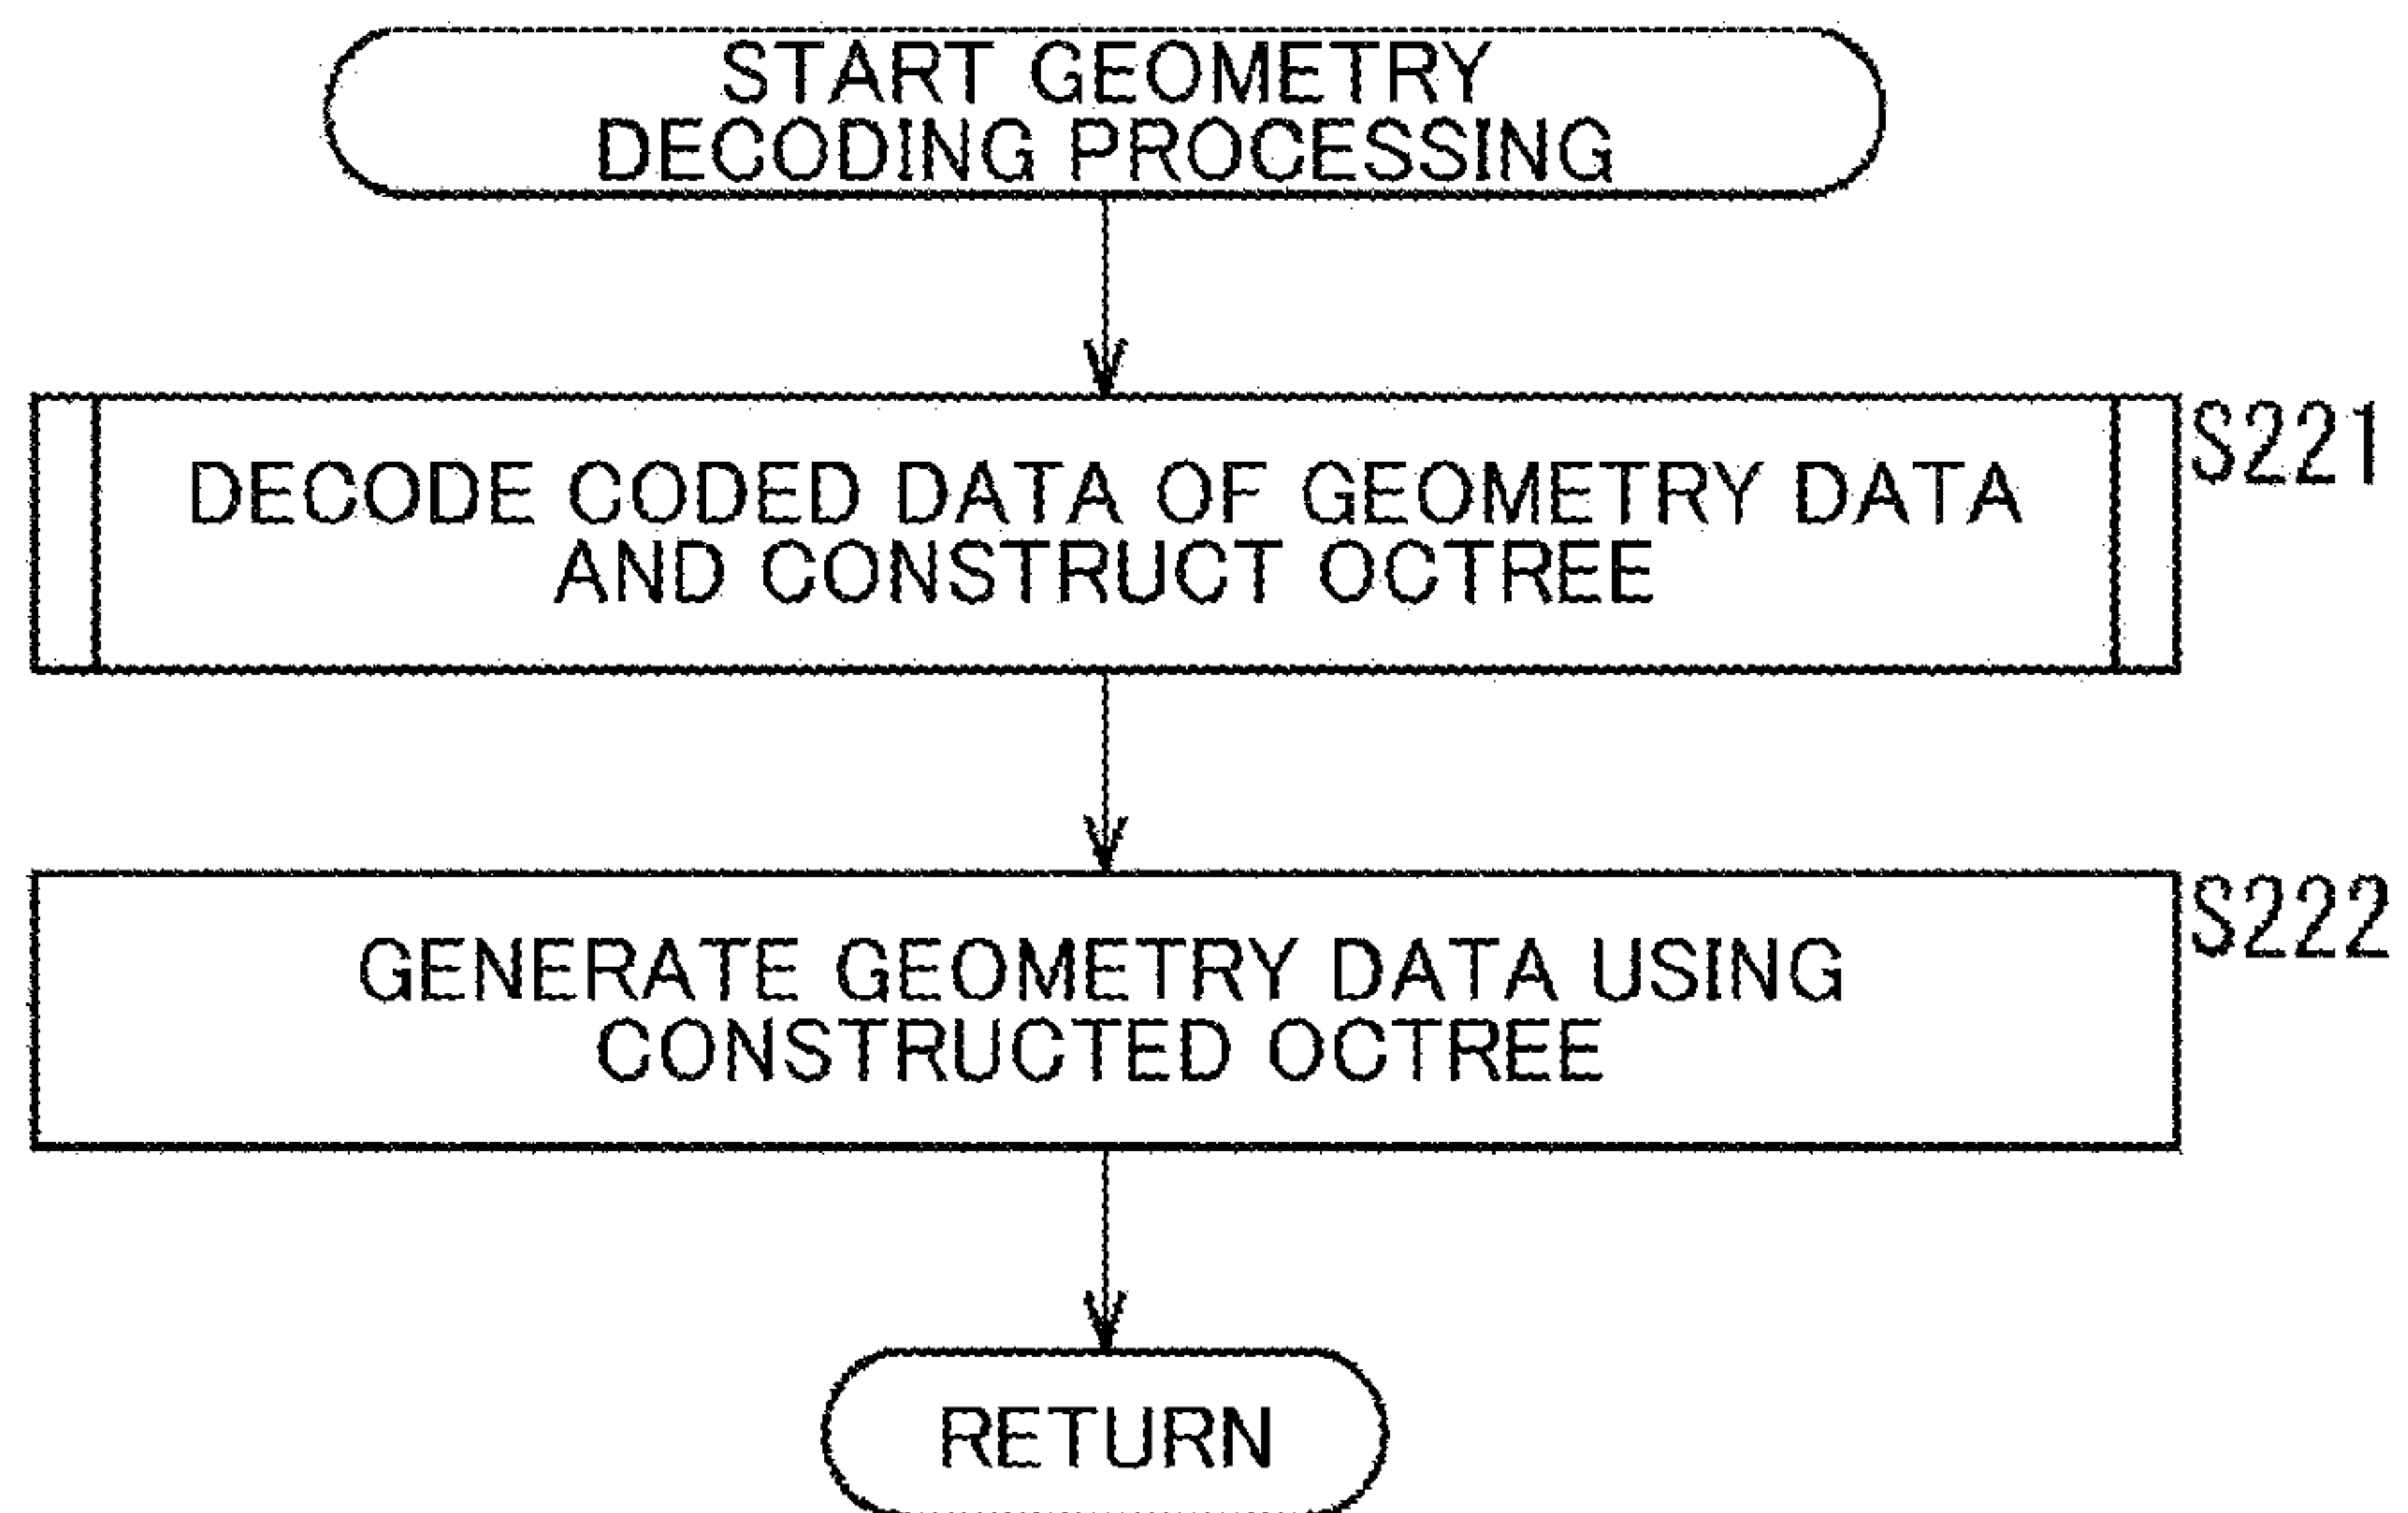 START GEOMETRY
DECODING PROCESSING
S221
DECODE CODED DATA OF GEOMETRY DATA
AND CONSTRUCT OCTREE
S222
GENERATE GEOMETRY DATA USING
CONSTRUCTED OCTREE
RETURN